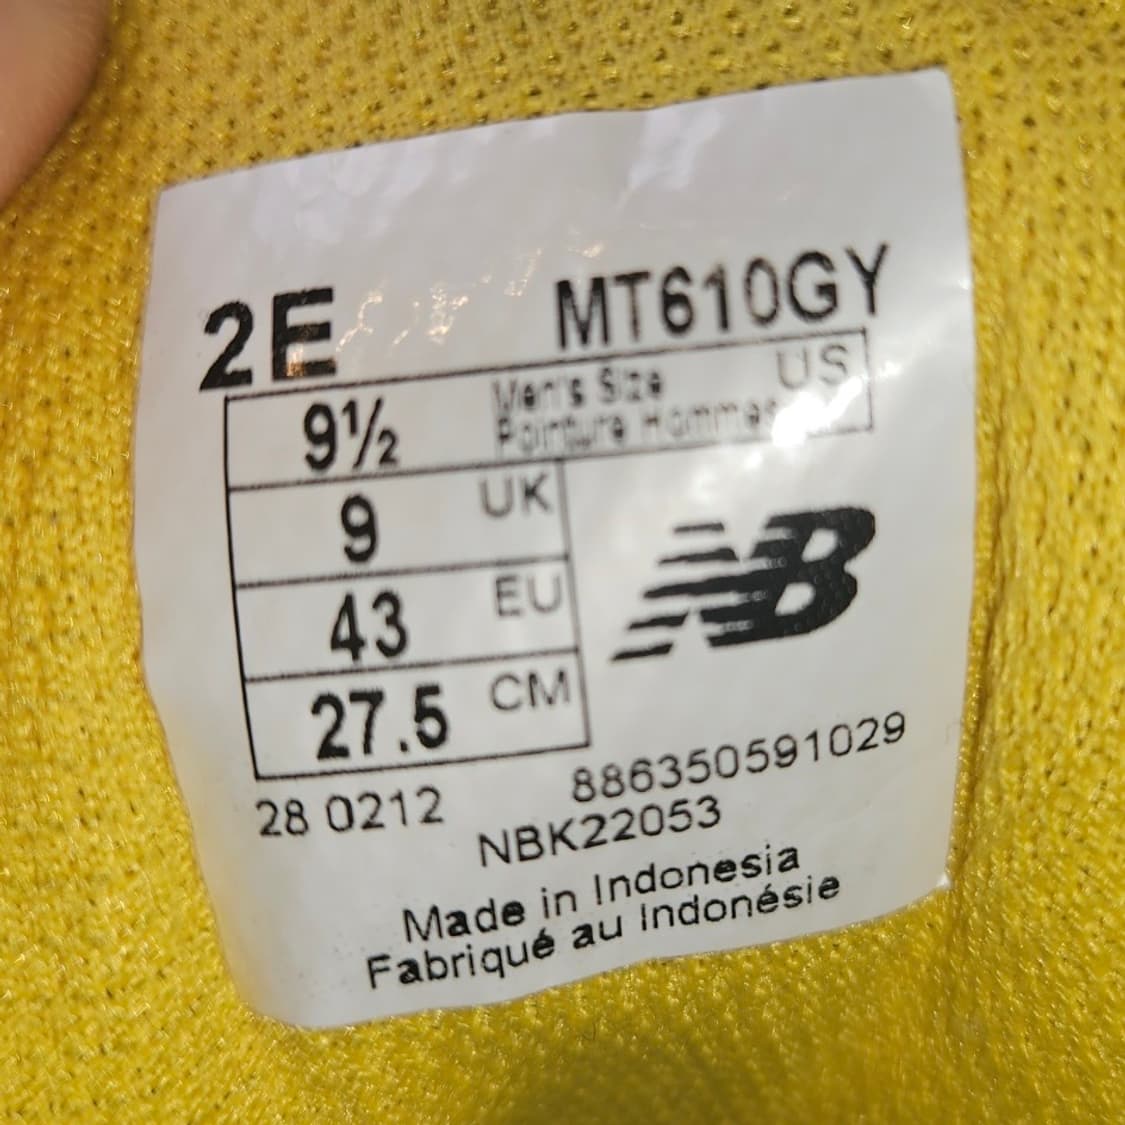 2E MT610GY
9½ Men's Size US
Pointure Hommes
9 UK
43 EU
NB
27.5 CM
28 0212 886350591029
NBK22053
Made in Indonesia
Fabriqué au Indonésie